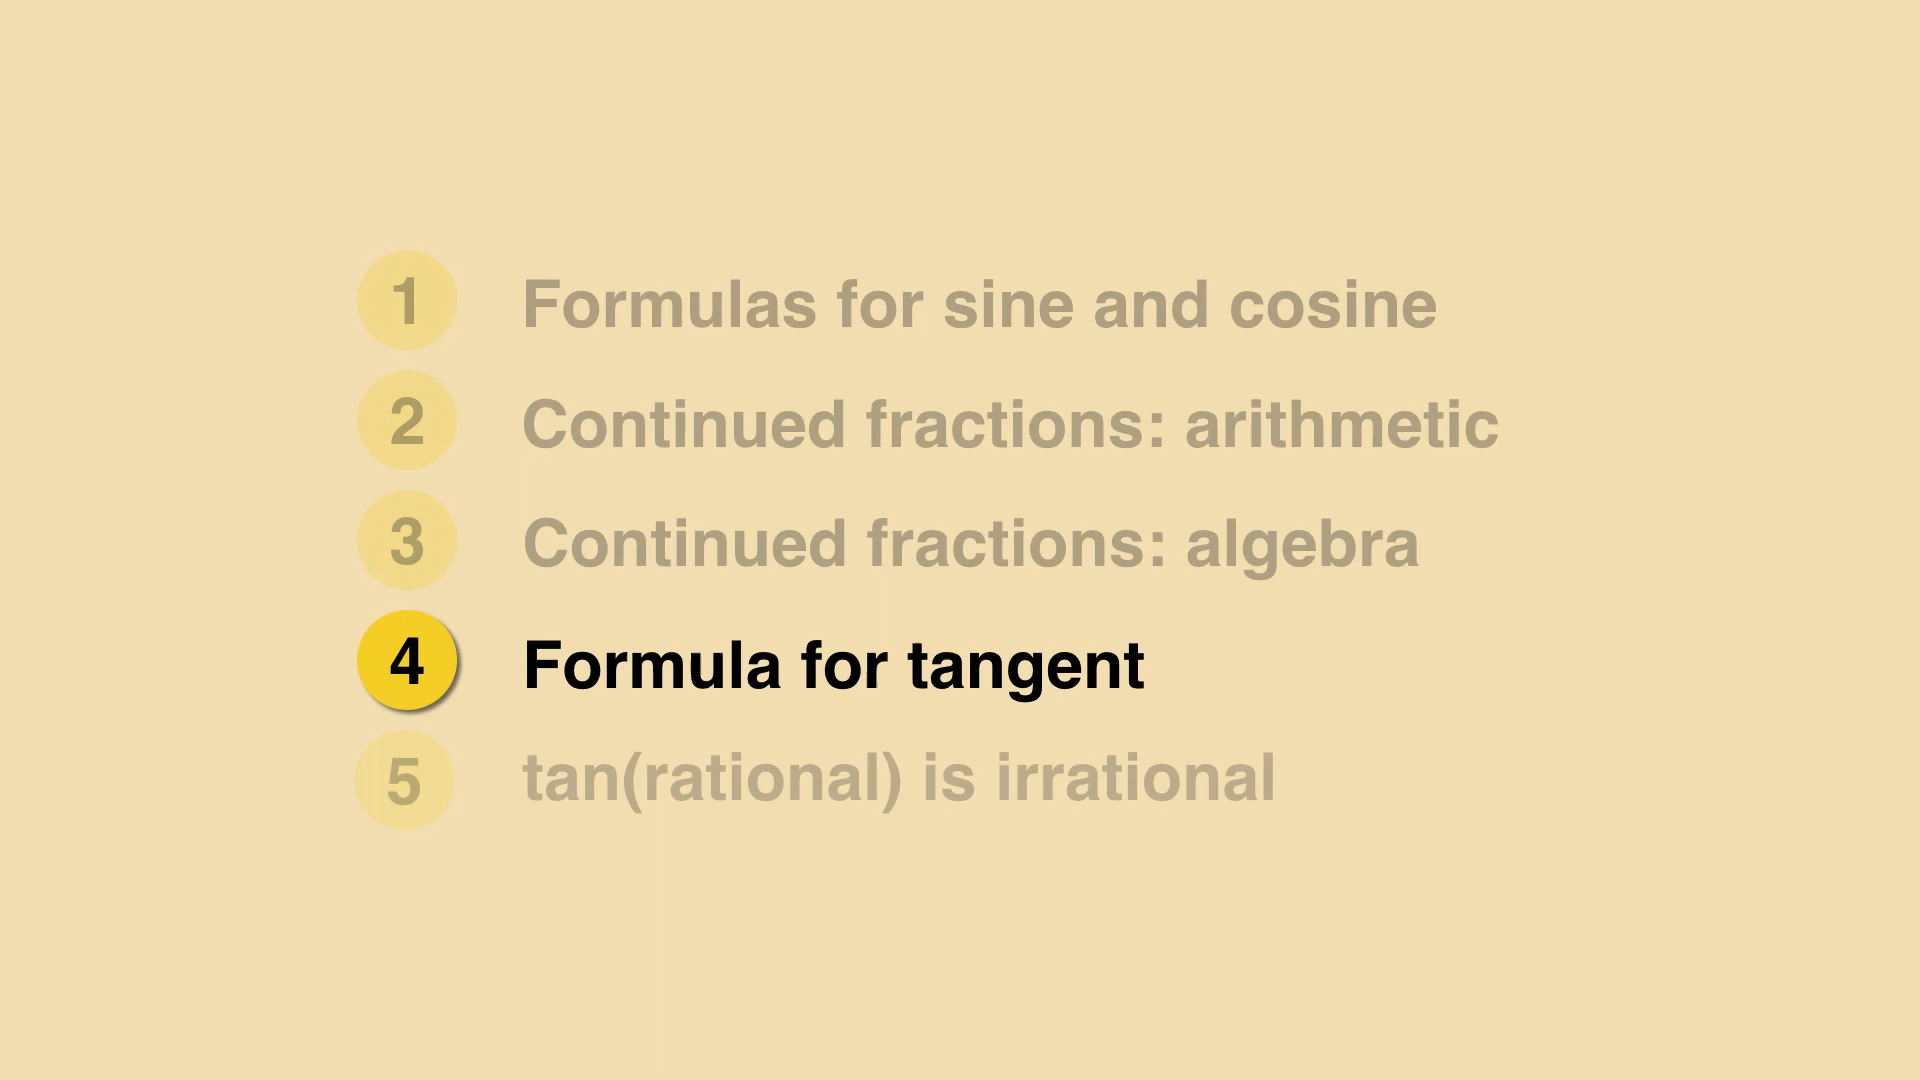 1 Formulas for sine and cosine
2 Continued fractions: arithmetic
3 Continued fractions: algebra
4 Formula for tangent
5 tan(rational) is irrational